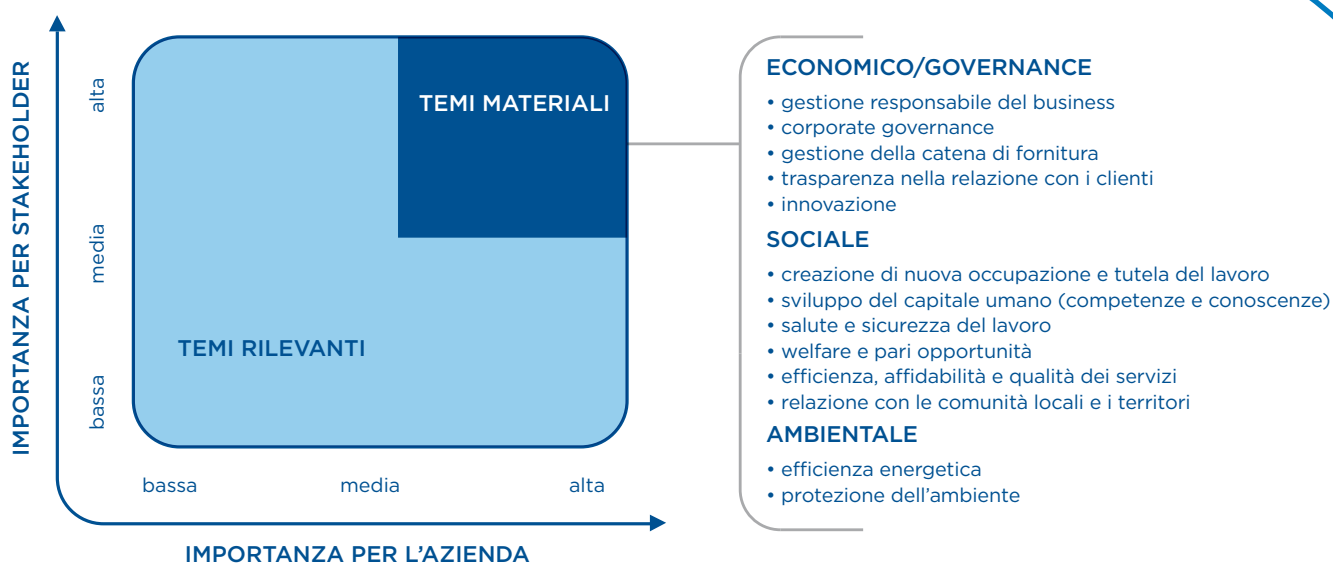 IMPORTANZA PER STAKEHOLDER
alta
media
bassa
TEMI MATERIALI
TEMI RILEVANTI
bassa
media
alta
IMPORTANZA PER L'AZIENDA
ECONOMICO/GOVERNANCE
• gestione responsabile del business
• corporate governance
• gestione della catena di fornitura
• trasparenza nella relazione con i clienti
• innovazione
SOCIALE
• creazione di nuova occupazione e tutela del lavoro
• sviluppo del capitale umano (competenze e conoscenze)
• salute e sicurezza del lavoro
• welfare e pari opportunità
• efficienza, affidabilità e qualità dei servizi
• relazione con le comunità locali e i territori
AMBIENTALE
• efficienza energetica
• protezione dell'ambiente